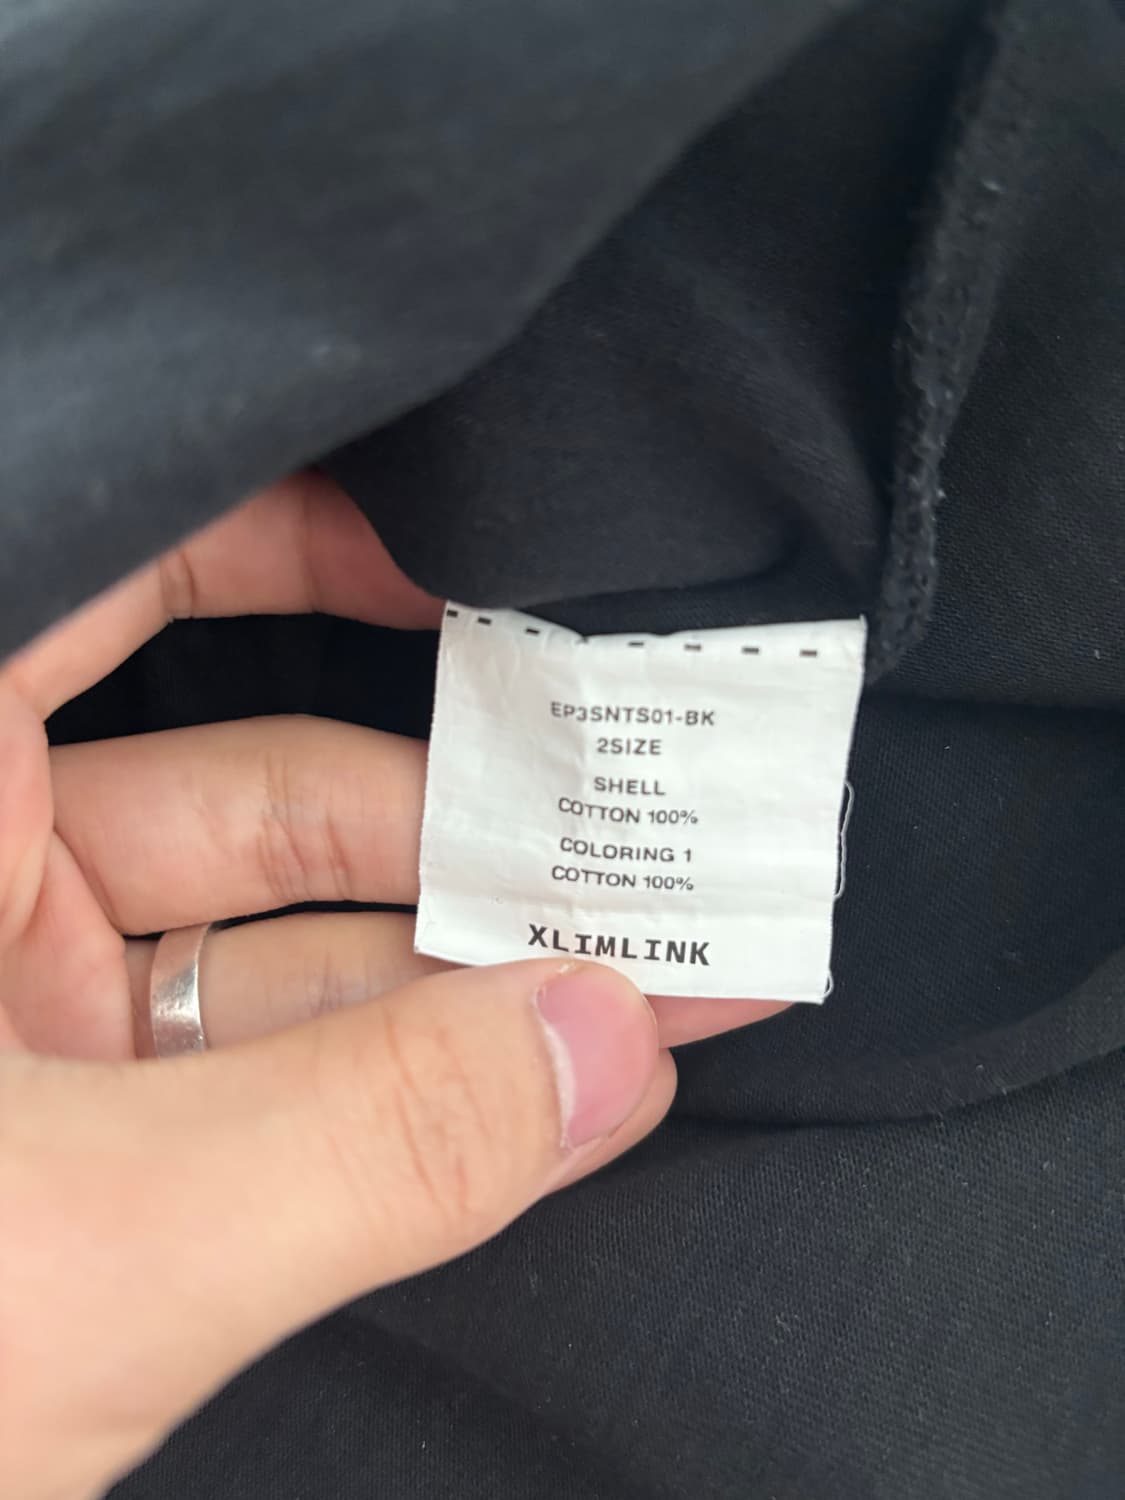 EP3SNTS01-BK
2SIZE
SHELL
COTTON 100%
COLORING 1
COTTON 100%
XLIMLINK